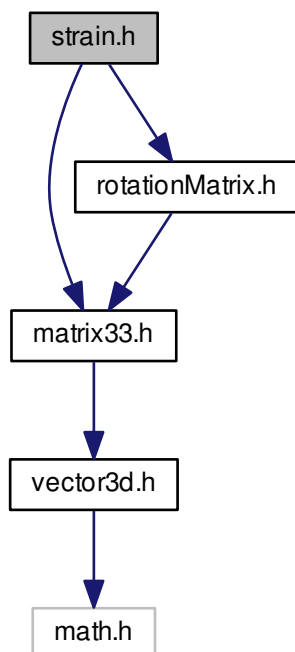 strain.h
rotationMatrix.h
matrix33.h
vector3d.h
math.h